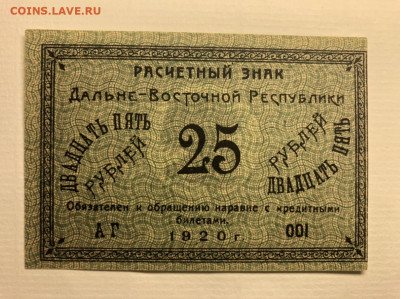 COINS.LAVE.RU
РАСЧЕТНЫЙ ЗНАК
ДАЛЬНЕ-ВОСТОЧНОЙ РЕСПУБЛИКИ
ДВАДЦАТЬ ПЯТЬ
РУБЛЕЙ
25
РУБЛЕЙ
ДВАДЦАТЬ ПЯТЬ
Обязателен к обращению наравне с кредитными
билетами.
АГ
1920 г.
001